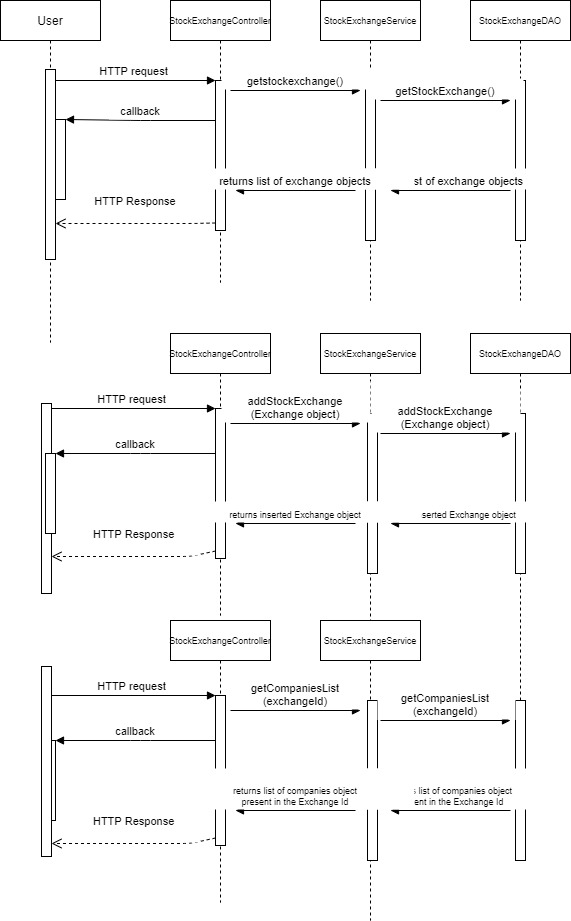 User
StockExchangeController
StockExchangeService
StockExchangeDAO
HTTP request
getstockexchange()
getStockExchange()
callback
returns list of exchange objects
st of exchange objects
HTTP Response
StockExchangeController
StockExchangeService
StockExchangeDAO
HTTP request
addStockExchange
(Exchange object)
addStockExchange
(Exchange object)
callback
returns inserted Exchange object
serted Exchange object
HTTP Response
StockExchangeController
StockExchangeService
HTTP request
getCompaniesList
(exchangeId)
getCompaniesList
(exchangeId)
callback
returns list of companies object
present in the Exchange Id
s list of companies object
ent in the Exchange Id
HTTP Response